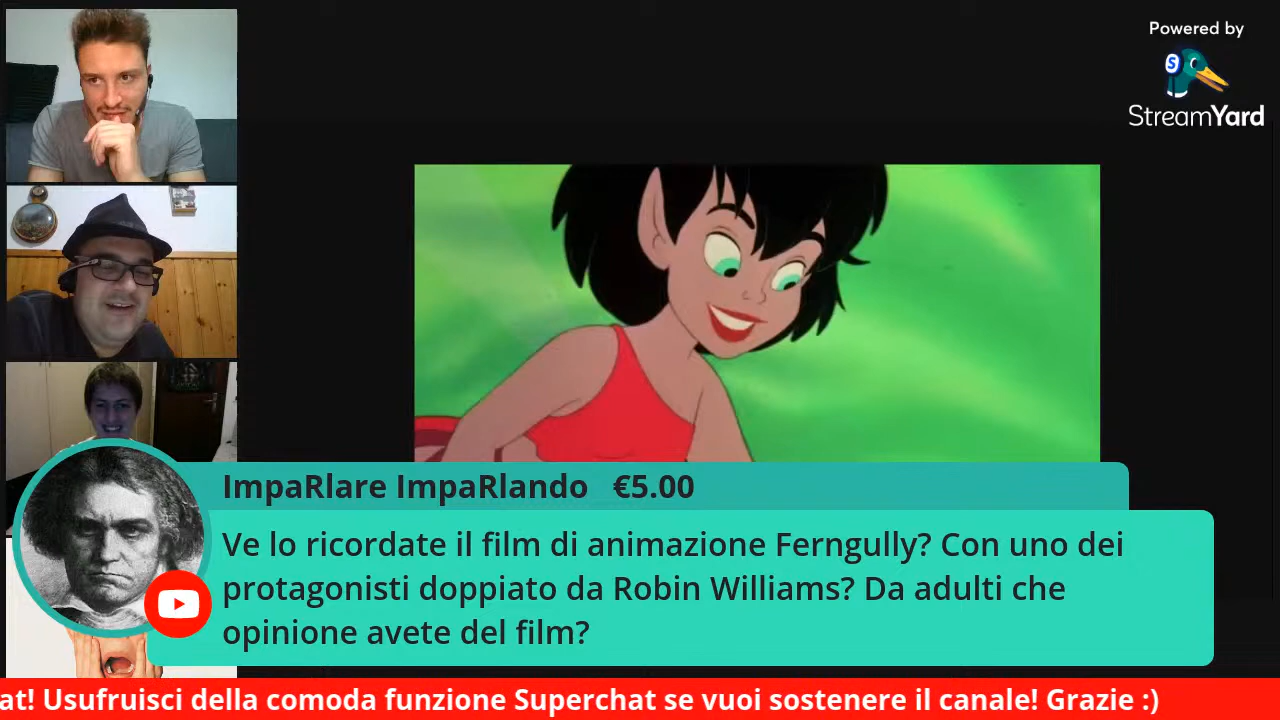 Powered by
S
StreamYard
ImpaRlare ImpaRlando €5.00
Ve lo ricordate il film di animazione Ferngully? Con uno dei
protagonisti doppiato da Robin Williams? Da adulti che
opinione avete del film?
at! Usufruisci della comoda funzione Superchat se vuoi sostenere il canale! Grazie :)